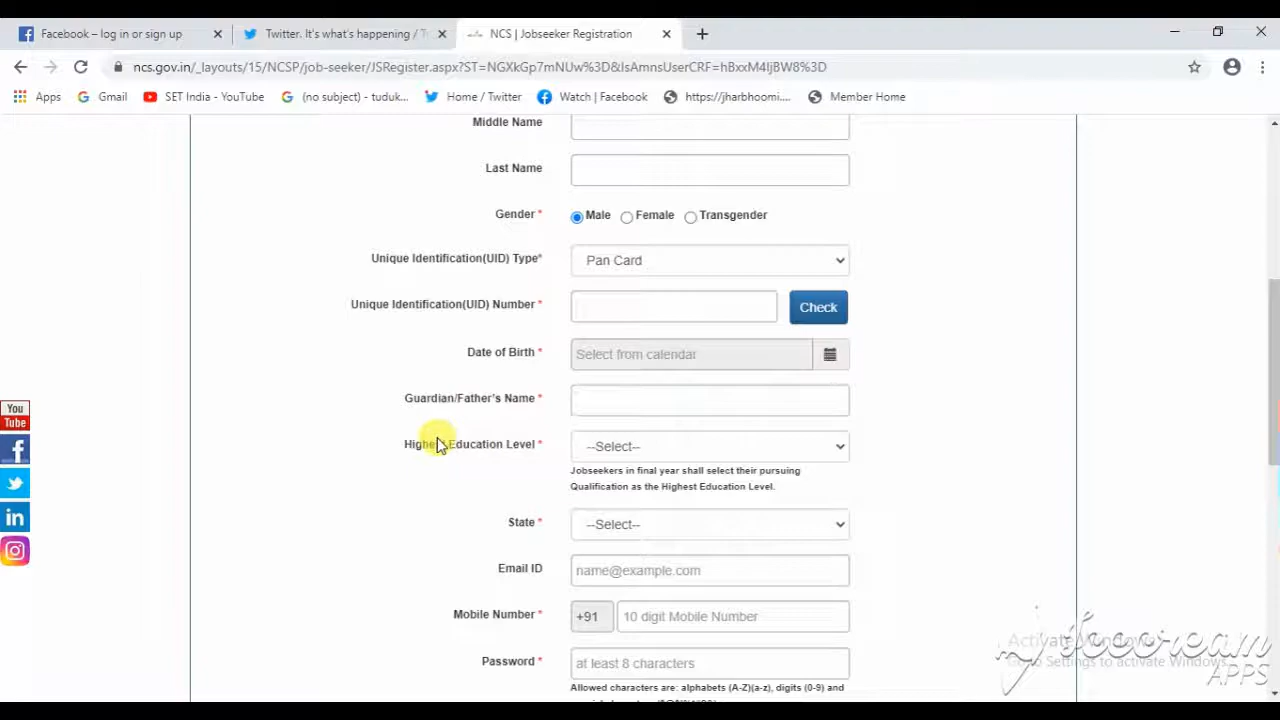 Facebook – log in or sign up
Twitter. It's what's happening / T
NCS | Jobseeker Registration
ncs.gov.in/_layouts/15/NCSP/job-seeker/JSRegister.aspx?ST=NGXkGp7mNUw%3D&IsAmnsUserCRF=hBxxM4IjBW8%3D
Apps
Gmail
SET India - YouTube
(no subject) - tuduk...
Home / Twitter
Watch | Facebook
https://jharbhoomi....
Member Home
Middle Name
Last Name
Gender * Male Female Transgender
Unique Identification(UID) Type* Pan Card
Unique Identification(UID) Number * Check
Date of Birth * Select from calendar
Guardian/Father's Name *
Highest Education Level * --Select--
Jobseekers in final year shall select their pursuing
Qualification as the Highest Education Level.
State * --Select--
Email ID name@example.com
Mobile Number * +91 10 digit Mobile Number
Password * at least 8 characters
Allowed characters are: alphabets (A-Z)(a-z), digits (0-9) and
You
Tube
Activate Windows
Go to Settings to activate Windows.
Icecream
APPS